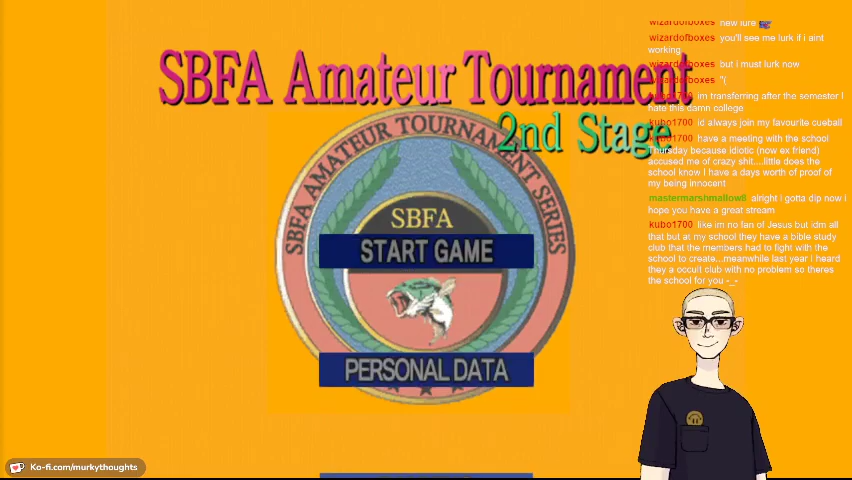 SBFA Amateur Tournament
2nd Stage
SBFA AMATEUR TOURNAMENT SERIES
SBFA
START GAME
PERSONAL DATA
wizardofboxes new lure
wizardofboxes you'll see me lurk if i aint
working
wizardofboxes but i must lurk now
wizardofboxes "(
kubo1700 im transferring after the semester I
hate this damn college
kubo1700 id always join my favourite cueball
kubo1700 have a meeting with the school
Thursday because idiotic (now ex friend)
accused me of crazy shit....little does the
school know I have a days worth of proof of
my being innocent
mastermarshmallow8 alright I gotta dip now I
hope you have a great stream
kubo1700 like im no fan of Jesus but idm all
that but at my school they have a bible study
club that the members had to fight with the
school to create...meanwhile last year I heard
they a occult club with no problem so theres
the school for you -_-
Ko-fi.com/murkythoughts